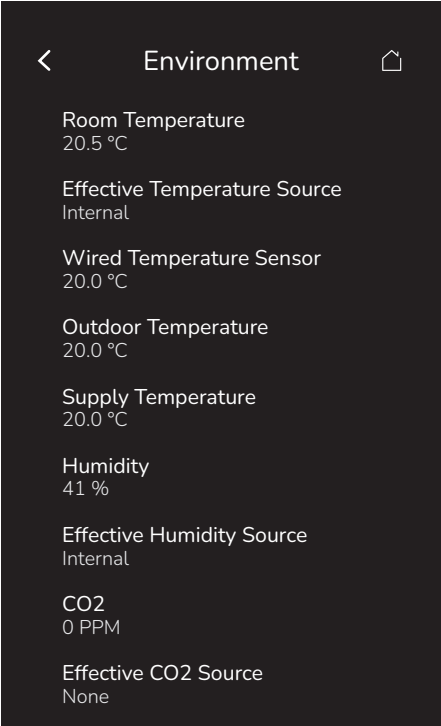 Environment
Room Temperature
20.5 °C
Effective Temperature Source
Internal
Wired Temperature Sensor
20.0 °C
Outdoor Temperature
20.0 °C
Supply Temperature
20.0 °C
Humidity
41 %
Effective Humidity Source
Internal
CO2
0 PPM
Effective CO2 Source
None